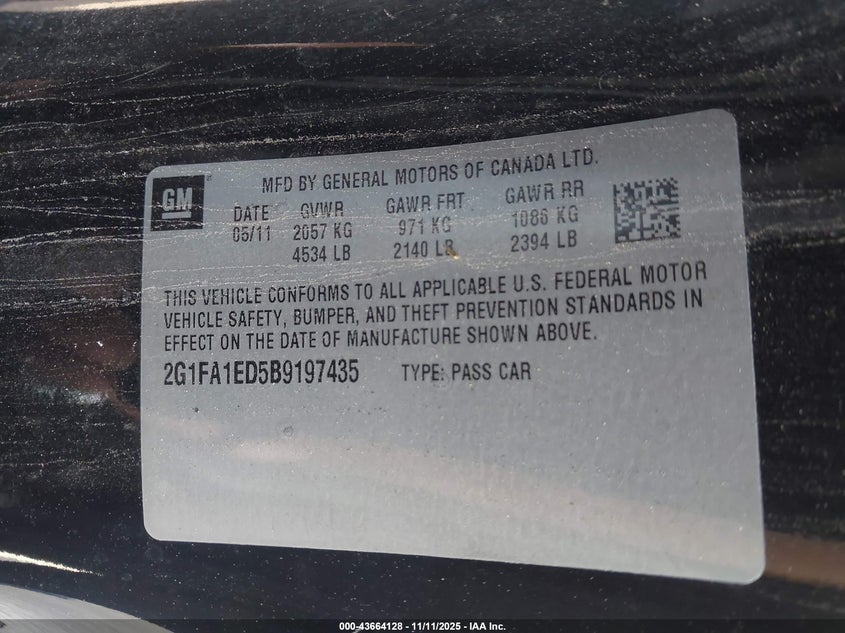 GM
MFD BY GENERAL MOTORS OF CANADA LTD.
DATE GVWR GAWR FRT GAWR RR
05/11 2057 KG 971 KG 1086 KG
4534 LB 2140 LB 2394 LB
THIS VEHICLE CONFORMS TO ALL APPLICABLE U.S. FEDERAL MOTOR
VEHICLE SAFETY, BUMPER, AND THEFT PREVENTION STANDARDS IN
EFFECT ON THE DATE OF MANUFACTURE SHOWN ABOVE.
2G1FA1ED5B9197435 TYPE: PASS CAR
000-43664128 - 11/11/2025 - IAA Inc.